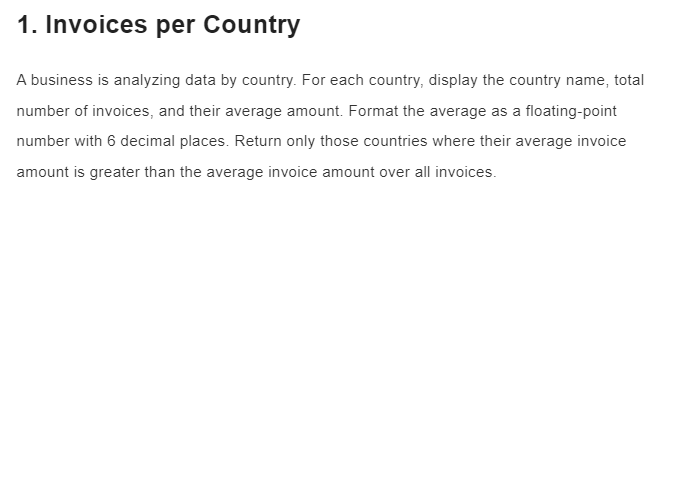 1. Invoices per Country
A business is analyzing data by country. For each country, display the country name, total
number of invoices, and their average amount. Format the average as a floating-point
number with 6 decimal places. Return only those countries where their average invoice
amount is greater than the average invoice amount over all invoices.